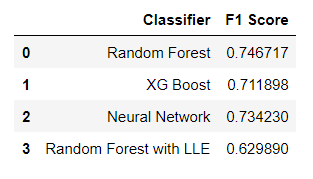 Classifier F1 Score
0 Random Forest 0.746717
1 XG Boost 0.711898
2 Neural Network 0.734230
3 Random Forest with LLE 0.629890